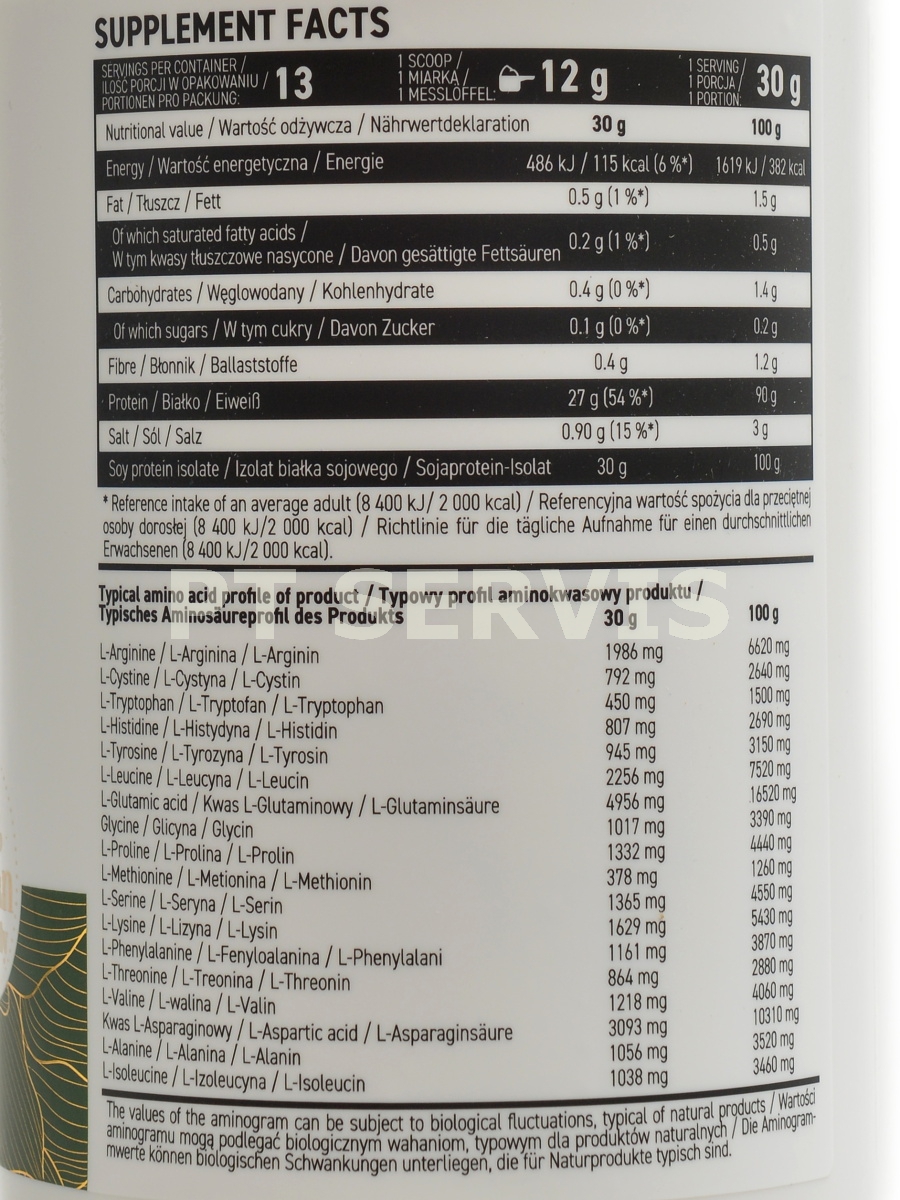 SUPPLEMENT FACTS
SERVINGS PER CONTAINER /
ILOŚĆ PORCJI W OPAKOWANIU /
PORTIONEN PRO PACKUNG:
13
1 SCOOP /
1 MIARKA /
1 MESSLÖFFEL:
12 g
1 SERVING /
1 PORCJA /
1 PORTION:
30 g
Nutritional value / Wartość odżywcza / Nährwertdeklaration 30 g 100 g
Energy / Wartość energetyczna / Energie 486 kJ / 115 kcal (6 %*) 1619 kJ / 382 kcal
Fat / Tłuszcz / Fett 0.5 g (1 %*) 1.5 g
Of which saturated fatty acids /
W tym kwasy tłuszczowe nasycone / Davon gesättigte Fettsäuren 0.2 g (1 %*) 0.5 g
Carbohydrates / Węglowodany / Kohlenhydrate 0.4 g (0 %*) 1.4 g
Of which sugars / W tym cukry / Davon Zucker 0.1 g (0 %*) 0.2 g
Fibre / Błonnik / Ballaststoffe 0.4 g 1.2 g
Protein / Białko / Eiweiß 27 g (54 %*) 90 g
Salt / Sól / Salz 0.90 g (15 %*) 3 g
Soy protein isolate / Izolat białka sojowego / Sojaprotein-Isolat 30 g 100 g
* Reference intake of an average adult (8 400 kJ/ 2 000 kcal) / Referencyjna wartość spożycia dla przeciętnej
osoby dorosłej (8 400 kJ/2 000 kcal) / Richtlinie für die tägliche Aufnahme für einen durchschnittlichen
Erwachsenen (8 400 kJ/2 000 kcal).
PT SERVIS
Typical amino acid profile of product / Typowy profil aminokwasowy produktu /
Typisches Aminosäureprofil des Produkts 30 g 100 g
L-Arginine / L-Arginina / L-Arginin 1986 mg 6620 mg
L-Cystine / L-Cystyna / L-Cystin 792 mg 2640 mg
L-Tryptophan / L-Tryptofan / L-Tryptophan 450 mg 1500 mg
L-Histidine / L-Histydyna / L-Histidin 807 mg 2690 mg
L-Tyrosine / L-Tyrozyna / L-Tyrosin 945 mg 3150 mg
L-Leucine / L-Leucyna / L-Leucin 2256 mg 7520 mg
L-Glutamic acid / Kwas L-Glutaminowy / L-Glutaminsäure 4956 mg 16520 mg
Glycine / Glicyna / Glycin 1017 mg 3390 mg
L-Proline / L-Prolina / L-Prolin 1332 mg 4440 mg
L-Methionine / L-Metionina / L-Methionin 378 mg 1260 mg
L-Serine / L-Seryna / L-Serin 1365 mg 4550 mg
L-Lysine / L-Lizyna / L-Lysin 1629 mg 5430 mg
L-Phenylalanine / L-Fenyloalanina / L-Phenylalani 1161 mg 3870 mg
L-Threonine / L-Treonina / L-Threonin 864 mg 2880 mg
L-Valine / L-walina / L-Valin 1218 mg 4060 mg
Kwas L-Asparaginowy / L-Aspartic acid / L-Asparaginsäure 3093 mg 10310 mg
L-Alanine / L-Alanina / L-Alanin 1056 mg 3520 mg
L-Isoleucine / L-Izoleucyna / L-Isoleucin 1038 mg 3460 mg
The values of the aminogram can be subject to biological fluctuations, typical of natural products / Wartości
aminogramu mogą podlegać biologicznym wahaniom, typowym dla produktów naturalnych / Die Aminogram-
mwerte können biologischen Schwankungen unterliegen, die für Naturprodukte typisch sind.